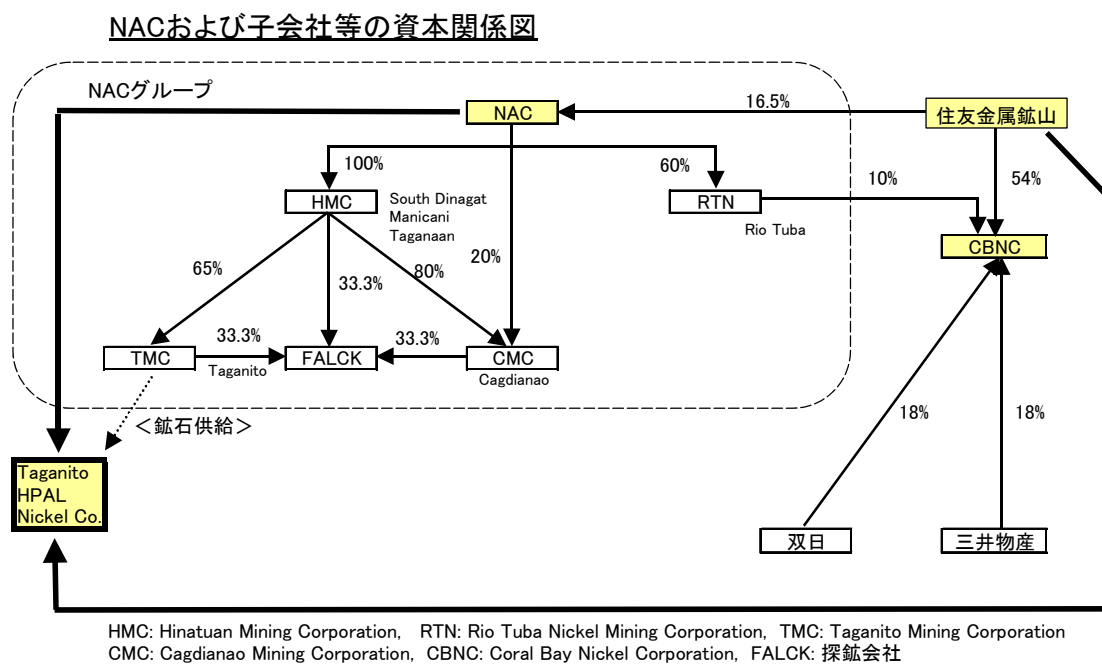 NACおよび子会社等の資本関係図
NACグループ
NAC
16.5%
住友金属鉱山
100%
60%
10%
54%
HMC
South Dinagat
Manicani
Taganaan
RTN
Rio Tuba
CBNC
65%
33.3%
80%
20%
33.3%
33.3%
TMC
Taganito
FALCK
CMC
Cagdianao
<鉱石供給>
18%
18%
Taganito
HPAL
Nickel Co.
双日
三井物産
HMC: Hinatuan Mining Corporation, RTN: Rio Tuba Nickel Mining Corporation, TMC: Taganito Mining Corporation
CMC: Cagdianao Mining Corporation, CBNC: Coral Bay Nickel Corporation, FALCK: 探鉱会社